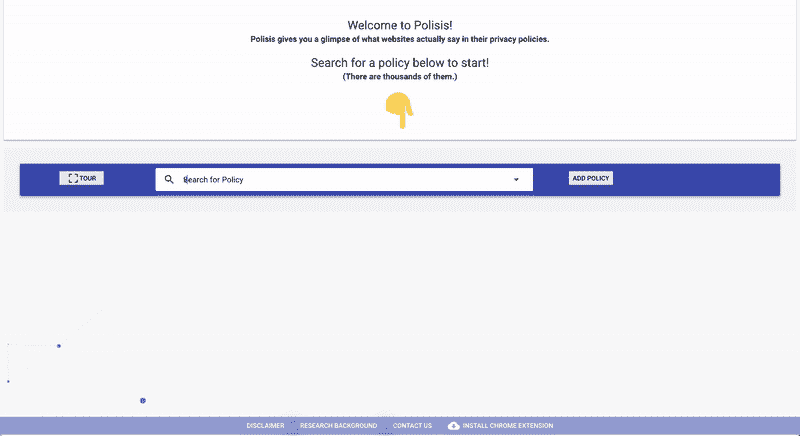 Welcome to Polisis!
Polisis gives you a glimpse of what websites actually say in their privacy policies.
Search for a policy below to start!
(There are thousands of them.)
TOUR
Search for Policy
ADD POLICY
DISCLAIMER
RESEARCH BACKGROUND
CONTACT US
INSTALL CHROME EXTENSION